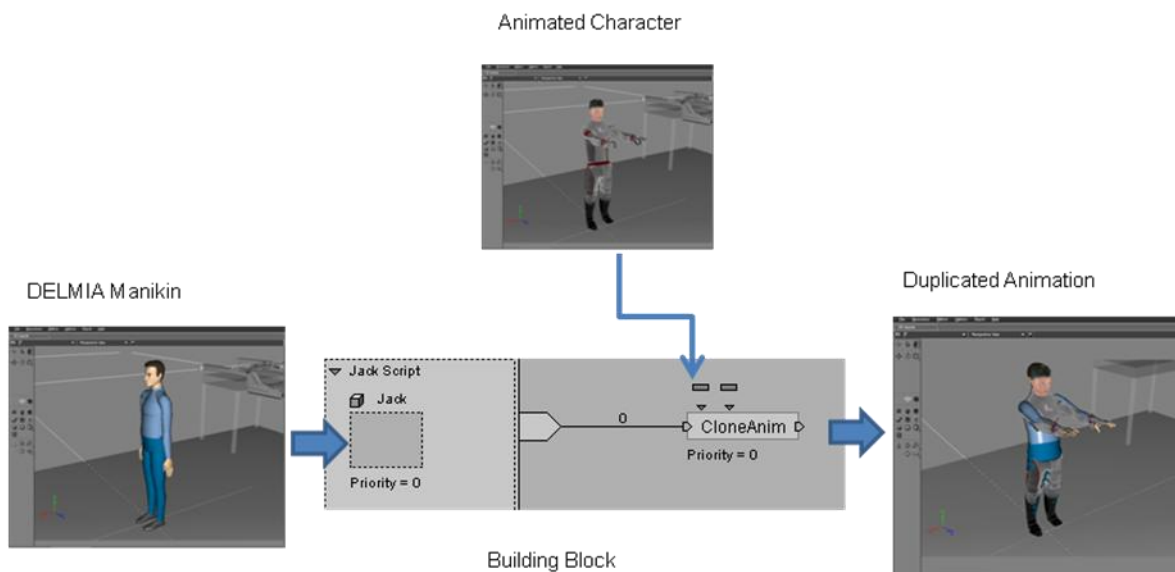 Animated Character
DELMIA Manikin
Duplicated Animation
Jack Script
Jack
0
CloneAnim
Priority = 0
Priority = 0
Building Block